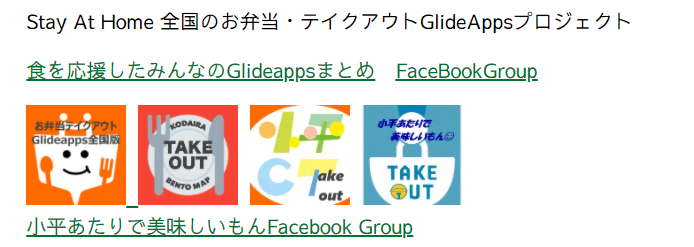 Stay At Home 全国のお弁当・テイクアウトGlideAppsプロジェクト
食を応援したみんなのGlideappsまとめ FaceBookGroup
お弁当テイクアウト
Glideapps全国版
KODAIRA
TAKE
OUT
BENTO MAP
小平
CT
ake
out
小平あたりで
美味しいもん
TAKE
OUT
小平あたりで美味しいもんFacebook Group